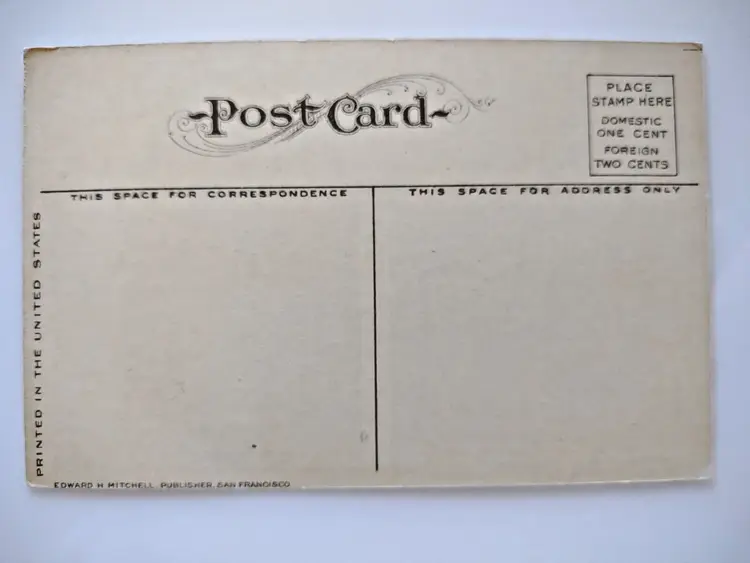 Post Card
PLACE
STAMP HERE
DOMESTIC
ONE CENT
FOREIGN
TWO CENTS
THIS SPACE FOR CORRESPONDENCE
THIS SPACE FOR ADDRESS ONLY
PRINTED IN THE UNITED STATES
EDWARD H MITCHELL PUBLISHER, SAN FRANCISCO